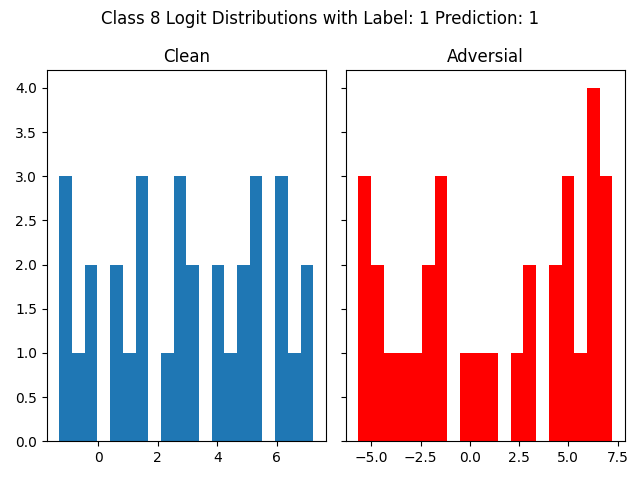 Class 8 Logit Distributions with Label: 1 Prediction: 1
Clean
Adversial
4.0
3.5
3.0
2.5
2.0
1.5
1.0
0.5
0.0
0 2 4 6
−5.0 −2.5 0.0 2.5 5.0 7.5